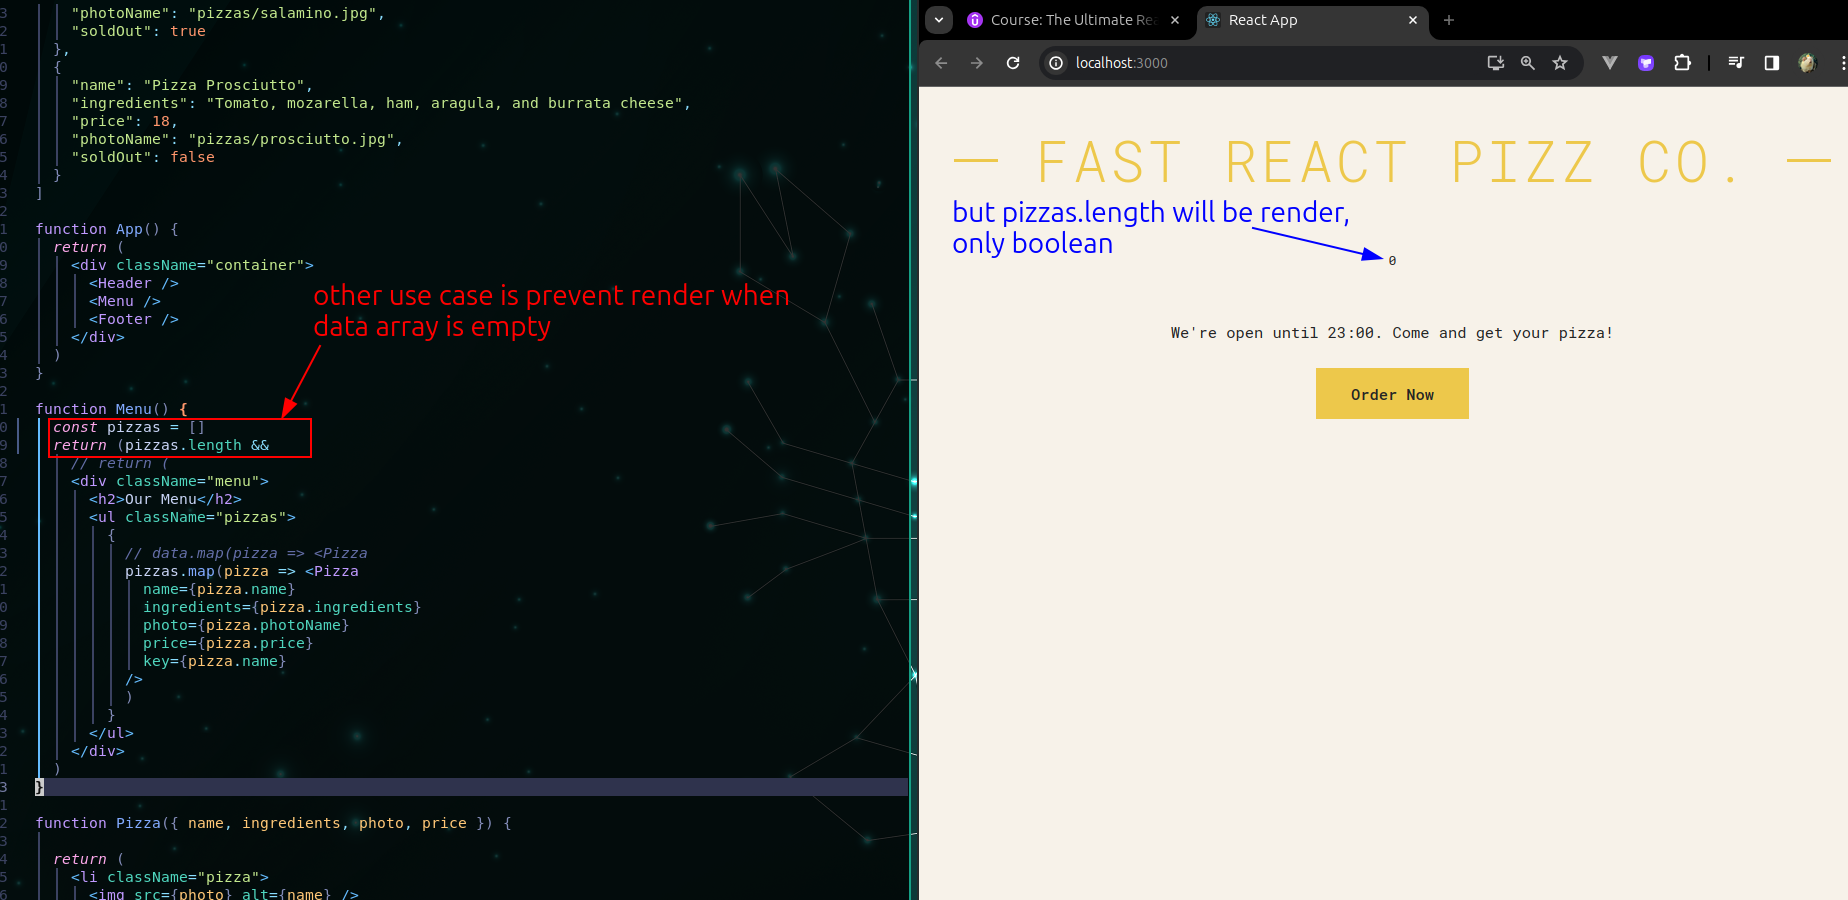 "photoName": "pizzas/salamino.jpg",
"soldOut": true
},
{
"name": "Pizza Prosciutto",
"ingredients": "Tomato, mozarella, ham, aragula, and burrata cheese",
"price": 18,
"photoName": "pizzas/prosciutto.jpg",
"soldOut": false
}
]
function App() {
return (
<div className="container">
<Header />
<Menu />
<Footer />
</div>
)
}
other use case is prevent render when
data array is empty
function Menu() {
const pizzas = []
return (pizzas.length &&
// return (
<div className="menu">
<h2>Our Menu</h2>
<ul className="pizzas">
{
// data.map(pizza => <Pizza
pizzas.map(pizza => <Pizza
name={pizza.name}
ingredients={pizza.ingredients}
photo={pizza.photoName}
price={pizza.price}
key={pizza.name}
/>
)
}
</ul>
</div>
)
}
function Pizza({ name, ingredients, photo, price }) {
return (
<li className="pizza">
<img src={photo} alt={name} />
Course: The Ultimate Rea
React App
localhost:3000
FAST REACT PIZZ CO.
but pizzas.length will be render,
only boolean
0
We're open until 23:00. Come and get your pizza!
Order Now